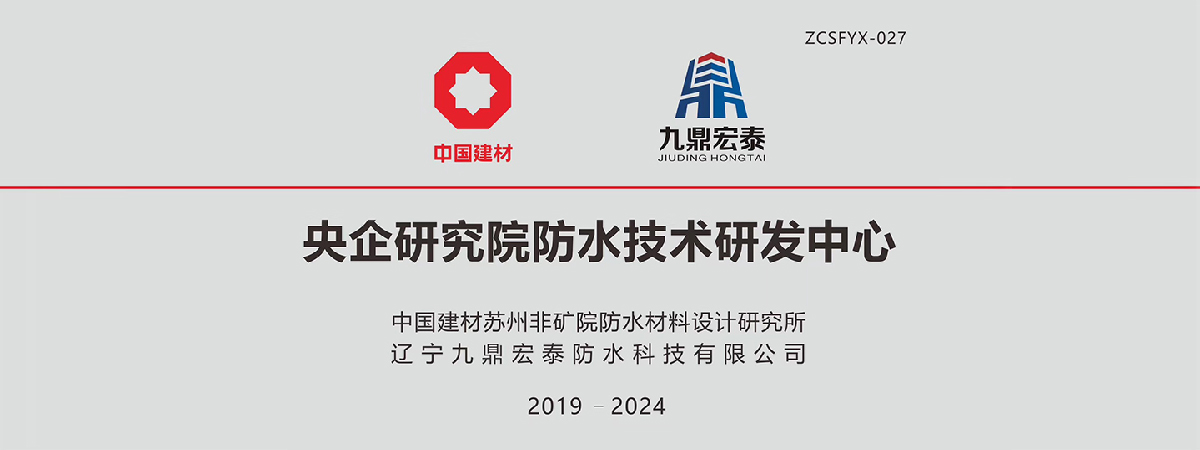 ZCSFYX-027
中国建材
九鼎宏泰
JIUDING HONGTAI
央企研究院防水技术研发中心
中国建材苏州非矿院防水材料设计研究所
辽宁九鼎宏泰防水科技有限公司
2019 – 2024